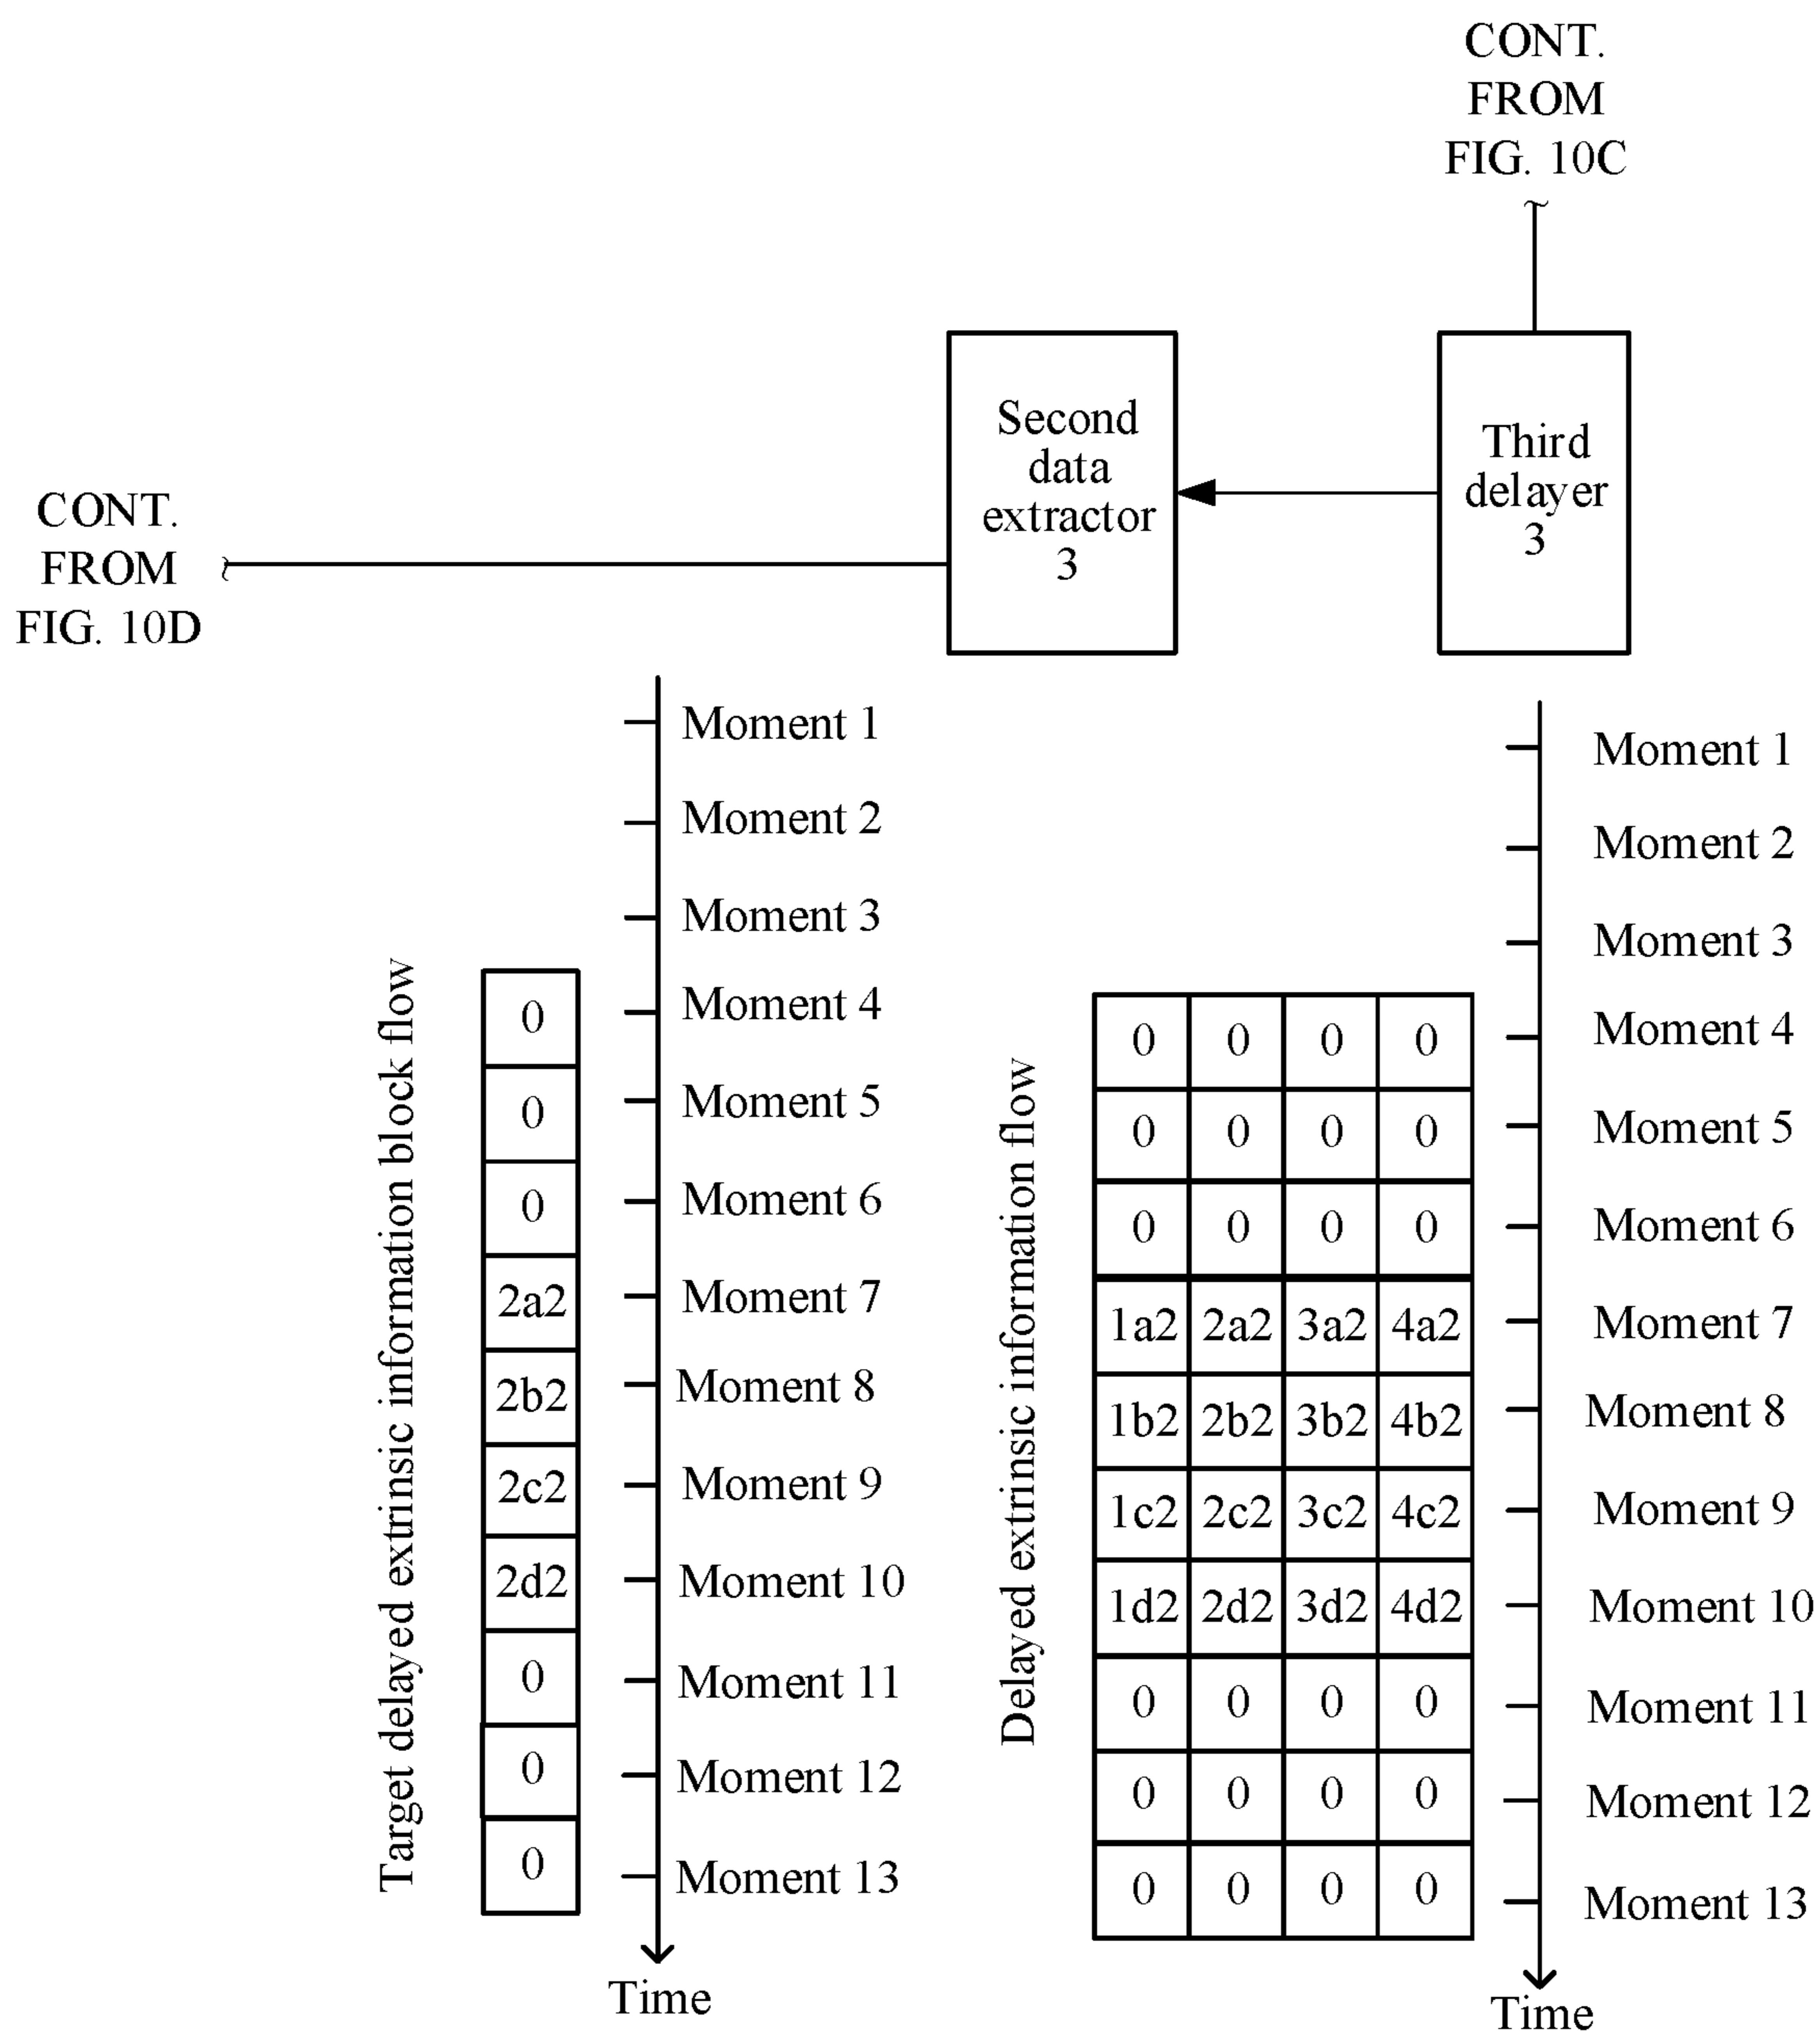 CONT.
FROM
FIG. 10C
Second
data
extractor
3
Third
delayer
3
CONT.
FROM
FIG. 10D
Target delayed extrinsic information block flow
0
0
0
2a2
2b2
2c2
2d2
0
0
0
Moment 1
Moment 2
Moment 3
Moment 4
Moment 5
Moment 6
Moment 7
Moment 8
Moment 9
Moment 10
Moment 11
Moment 12
Moment 13
Time
Delayed extrinsic information flow
0 0 0 0
0 0 0 0
0 0 0 0
1a2 2a2 3a2 4a2
1b2 2b2 3b2 4b2
1c2 2c2 3c2 4c2
1d2 2d2 3d2 4d2
0 0 0 0
0 0 0 0
0 0 0 0
Moment 1
Moment 2
Moment 3
Moment 4
Moment 5
Moment 6
Moment 7
Moment 8
Moment 9
Moment 10
Moment 11
Moment 12
Moment 13
Time